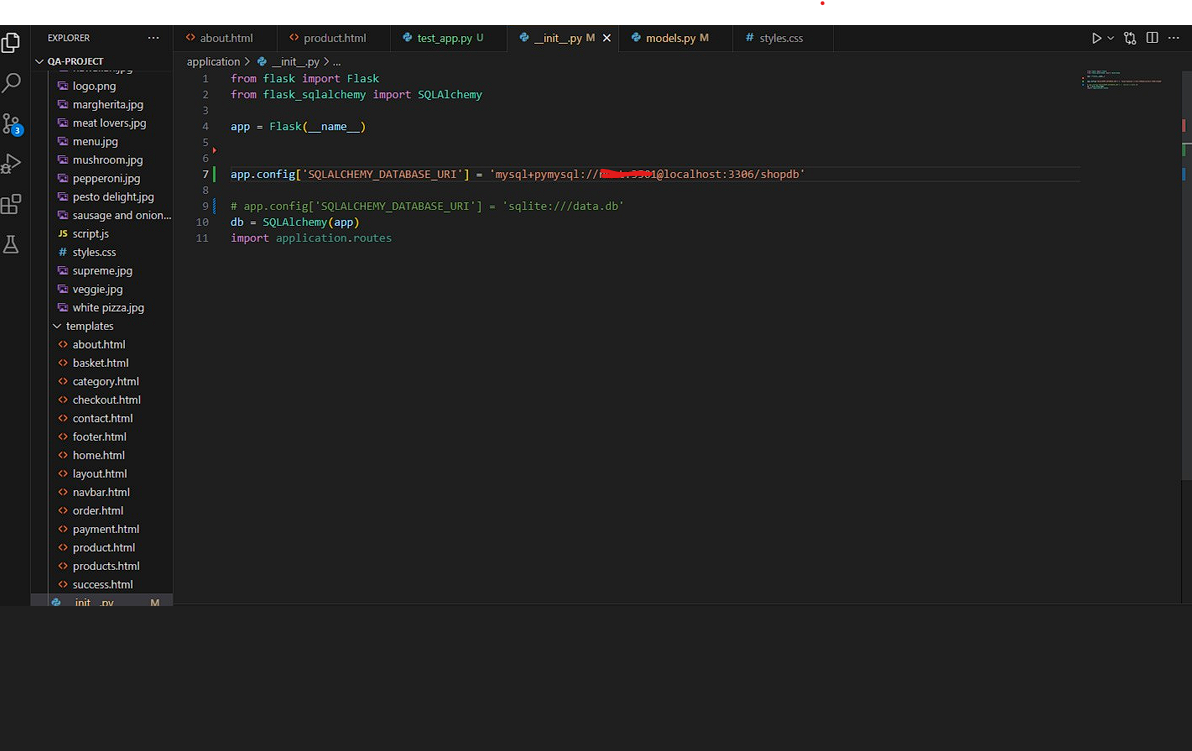 EXPLORER
QA-PROJECT
logo.png
margherita.jpg
meat lovers.jpg
menu.jpg
mushroom.jpg
pepperoni.jpg
pesto delight.jpg
sausage and onion...
JS script.js
# styles.css
supreme.jpg
veggie.jpg
white pizza.jpg
templates
<> about.html
<> basket.html
<> category.html
<> checkout.html
<> contact.html
<> footer.html
<> home.html
<> layout.html
<> navbar.html
<> order.html
<> payment.html
<> product.html
<> products.html
<> success.html
__init__.py M
3
<> about.html <> product.html test_app.py U __init__.py M models.py M # styles.css
application > __init__.py > ...
1 from flask import Flask
2 from flask_sqlalchemy import SQLAlchemy
3
4 app = Flask(__name__)
5
6
7 app.config['SQLALCHEMY_DATABASE_URI'] = 'mysql+pymysql://@localhost:3306/shopdb'
8
9 # app.config['SQLALCHEMY_DATABASE_URI'] = 'sqlite:///data.db'
10 db = SQLAlchemy(app)
11 import application.routes